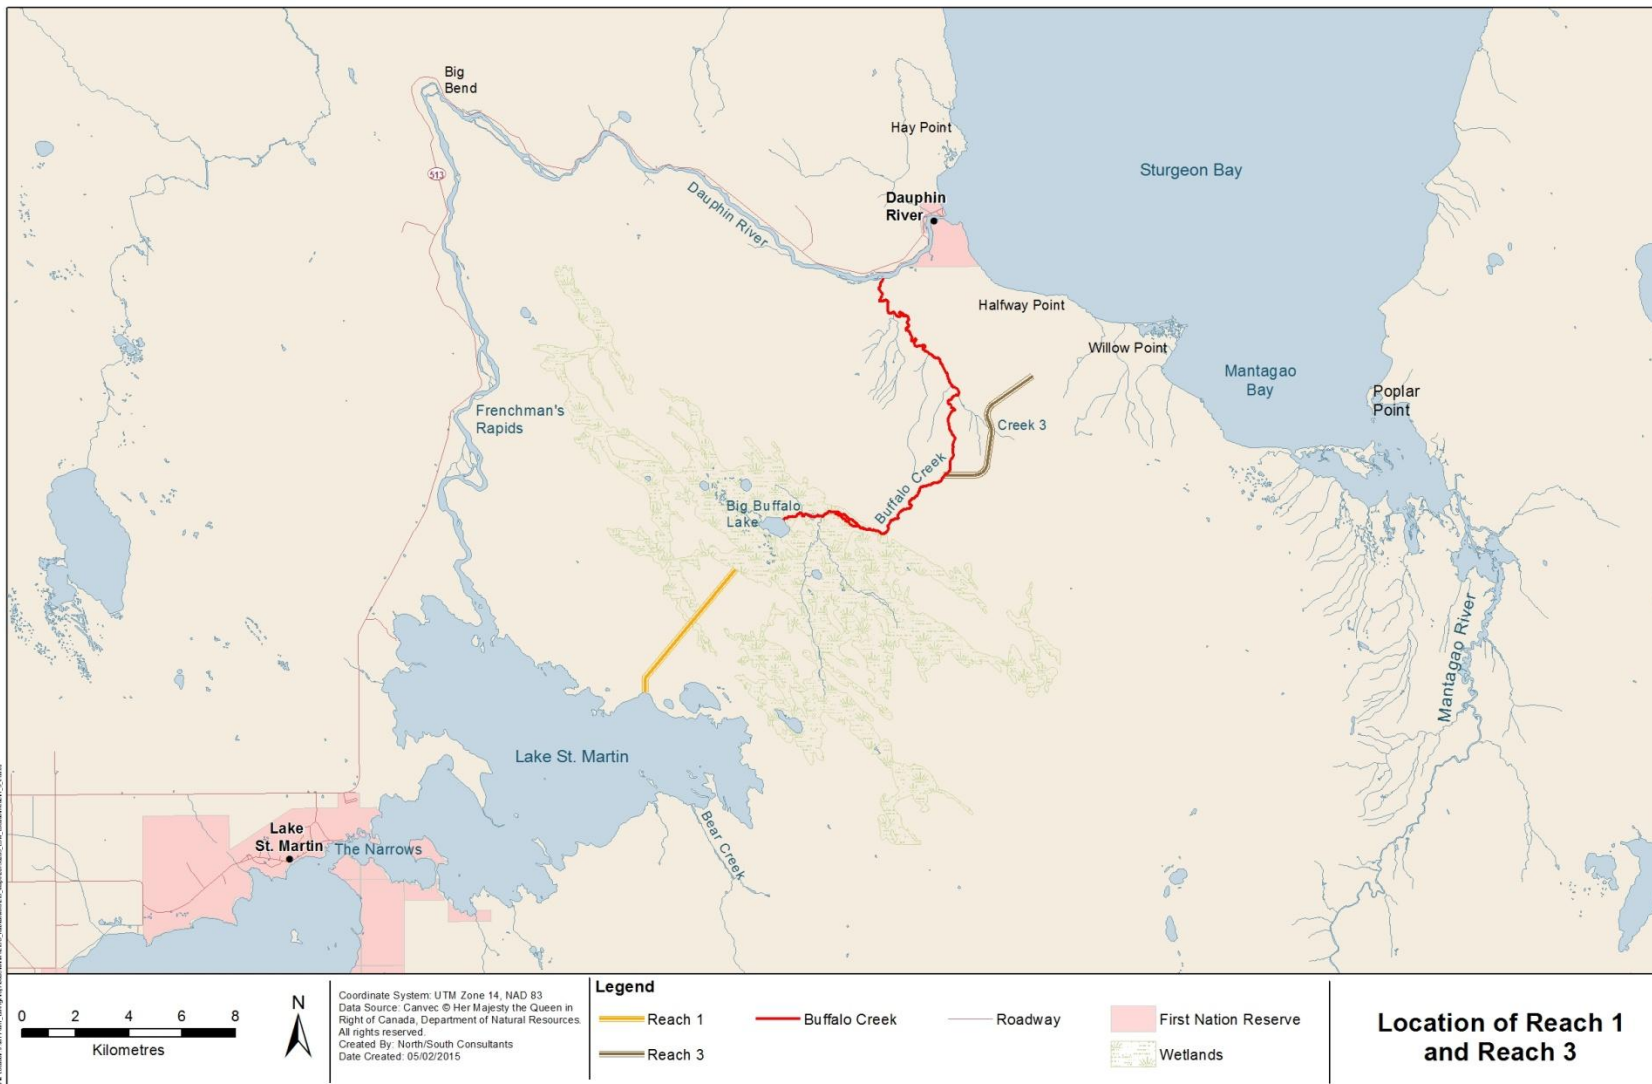 Big
Bend
Hay Point
513
Sturgeon Bay
Dauphin
River
Dauphin River
Halfway Point
Willow Point
Mantagao
Bay
Poplar
Point
Frenchman's
Rapids
Creek 3
Buffalo Creek
Big Buffalo
Lake
Mantagao River
Lake St. Martin
Bear Creek
Lake
St. Martin
The Narrows
0 2 4 6 8
Kilometres
N
Coordinate System: UTM Zone 14, NAD 83
Data Source: Canvec © Her Majesty the Queen in
Right of Canada, Department of Natural Resources.
All rights reserved.
Created By: North/South Consultants
Date Created: 05/02/2015
Legend
Reach 1
Buffalo Creek
Roadway
First Nation Reserve
Reach 3
Wetlands
Location of Reach 1
and Reach 3